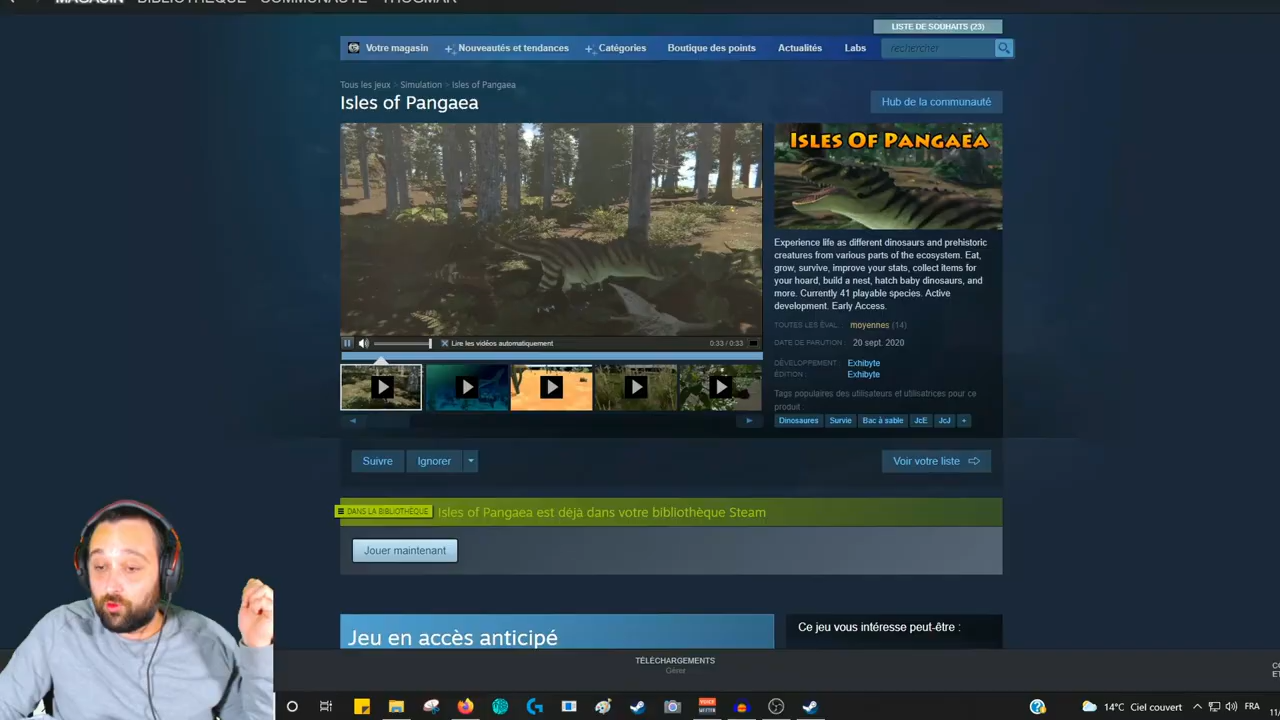 MAGASIN BIBLIOTHÈQUE COMMUNAUTÉ THOGMAR
LISTE DE SOUHAITS (23)
Votre magasin
Nouveautés et tendances
Catégories
Boutique des points
Actualités
Labs
rechercher
Tous les jeux > Simulation > Isles of Pangaea
Isles of Pangaea
Hub de la communauté
ISLES OF PANGAEA
Experience life as different dinosaurs and prehistoric
creatures from various parts of the ecosystem. Eat,
grow, survive, improve your stats, collect items for
your hoard, build a nest, hatch baby dinosaurs, and
more. Currently 41 playable species. Active
development. Early Access.
TOUTES LES ÉVAL. : moyennes (14)
DATE DE PARUTION : 20 sept. 2020
DÉVELOPPEMENT : Exhibyte
ÉDITION : Exhibyte
Tags populaires des utilisateurs et utilisatrices pour ce
produit :
Dinosaures Survie Bac à sable JcE JcJ +
Lire les vidéos automatiquement
0:33 / 0:33
Suivre
Ignorer
Voir votre liste
DANS LA BIBLIOTHÈQUE
Isles of Pangaea est déjà dans votre bibliothèque Steam
Jouer maintenant
Jeu en accès anticipé
Ce jeu vous intéresse peut-être :
TÉLÉCHARGEMENTS
Gérer
14°C Ciel couvert
FRA